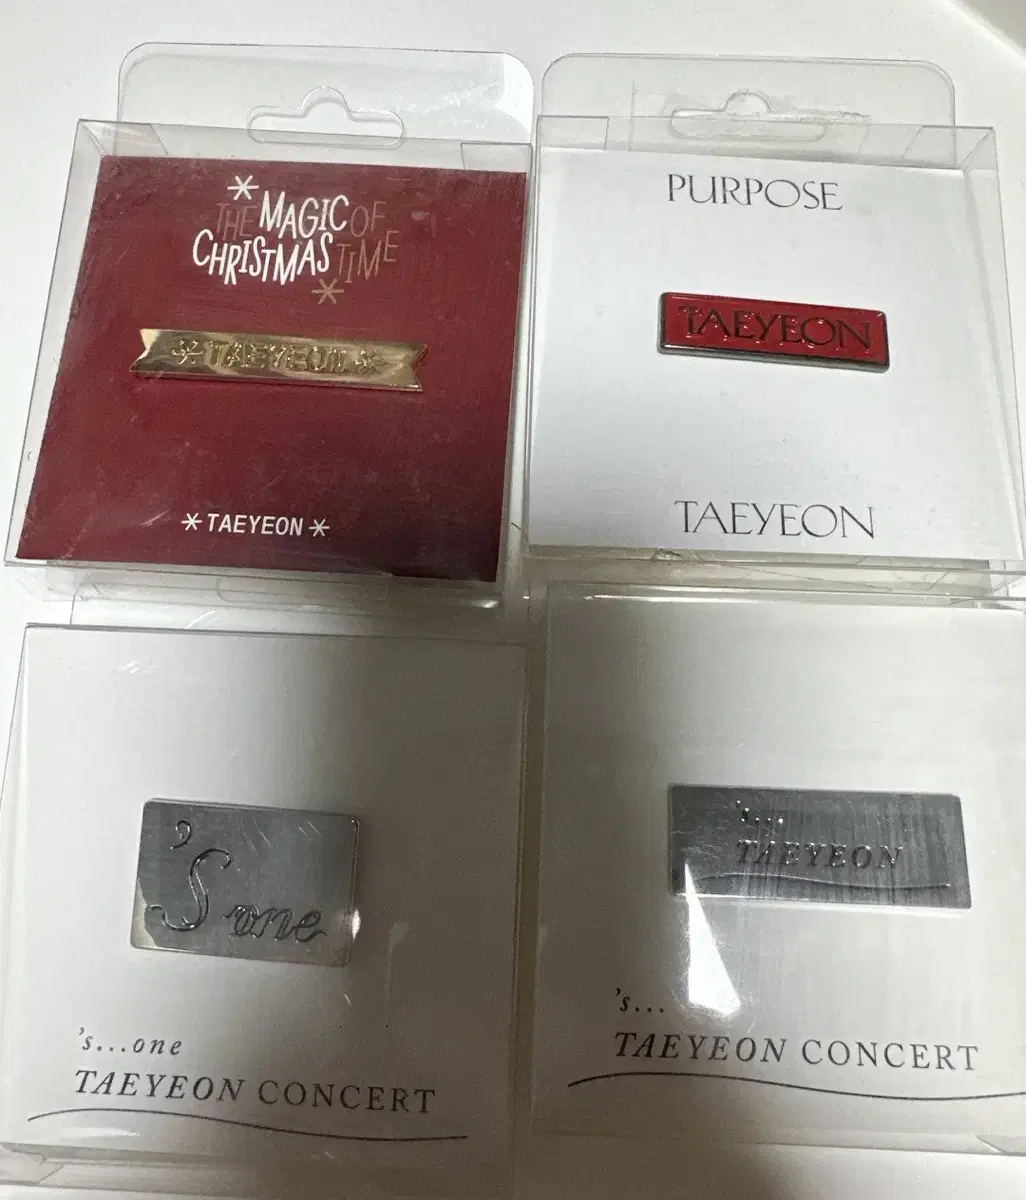 THE MAGIC OF
CHRISTMAS TIME
* TAEYEON *
* TAEYEON *
PURPOSE
TAEYEON
TAEYEON
's one
's...one
TAEYEON CONCERT
's...
TAEYEON
's...
TAEYEON CONCERT